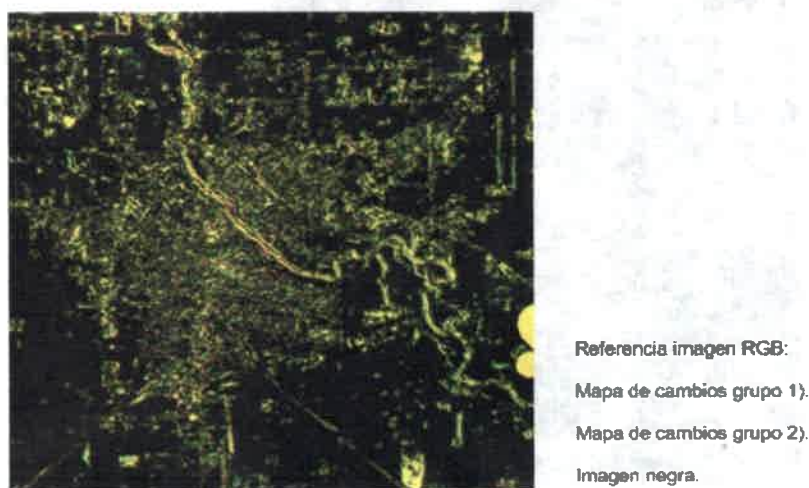 Referencia imagen RGB:
Mapa de cambios grupo 1).
Mapa de cambios grupo 2).
Imagen negra.